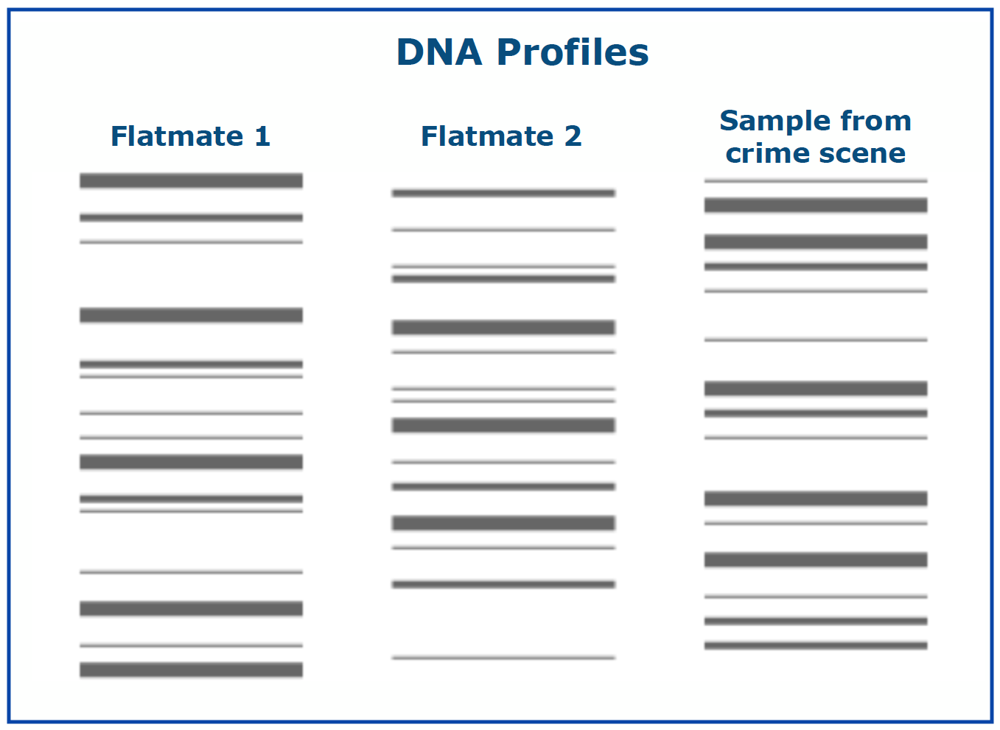 DNA Profiles
Flatmate 1
Flatmate 2
Sample from
crime scene